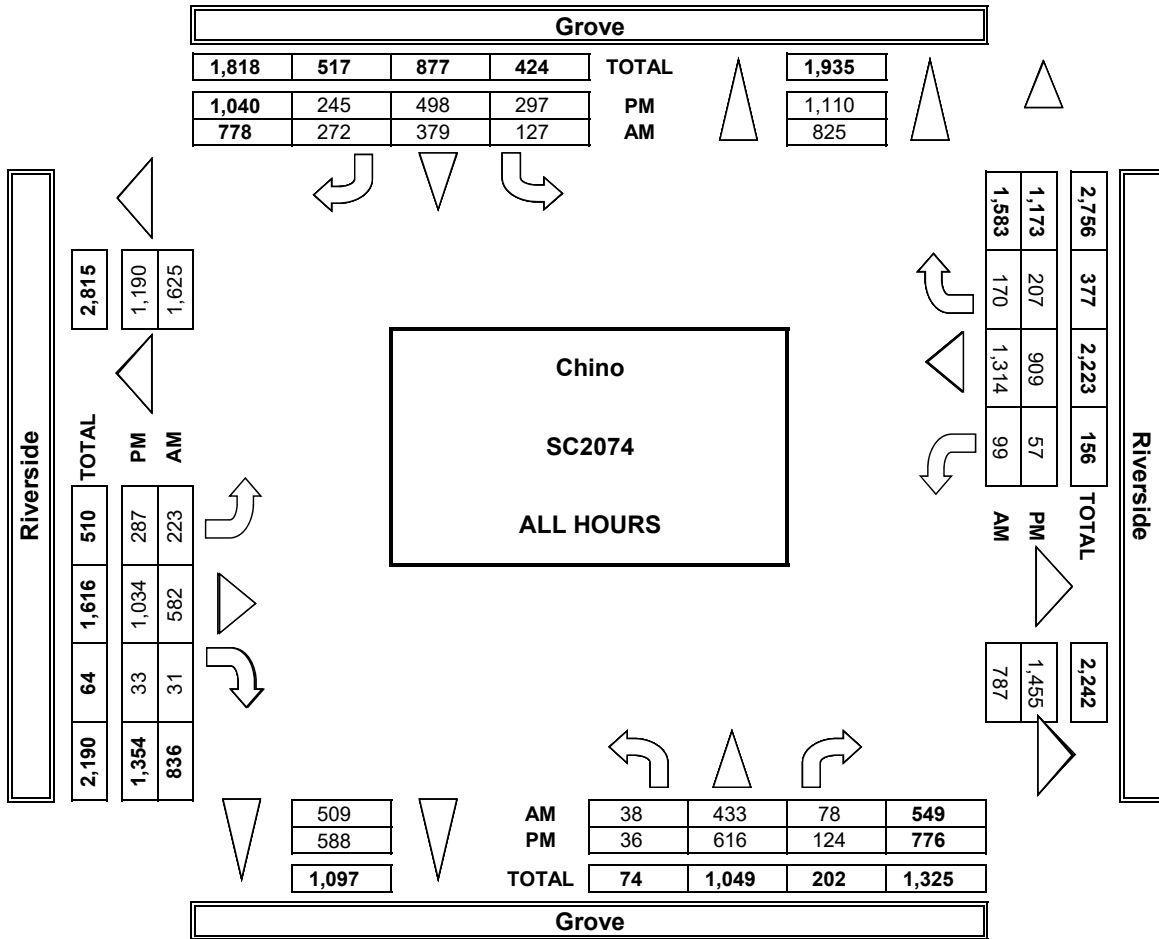 Grove
1,818 517 877 424 TOTAL 1,935
1,040 245 498 297 PM 1,110
778 272 379 127 AM 825
Riverside
TOTAL 510 1,616 64 2,190
2,815
PM 287 1,034 33 1,354
1,190
AM 223 582 31 836
1,625
Chino
SC2074
ALL HOURS
2,756 377 2,223 156 TOTAL 2,242
1,173 207 909 57 PM 1,455
1,583 170 1,314 99 AM 787
Riverside
509 AM 38 433 78 549
588 PM 36 616 124 776
1,097 TOTAL 74 1,049 202 1,325
Grove